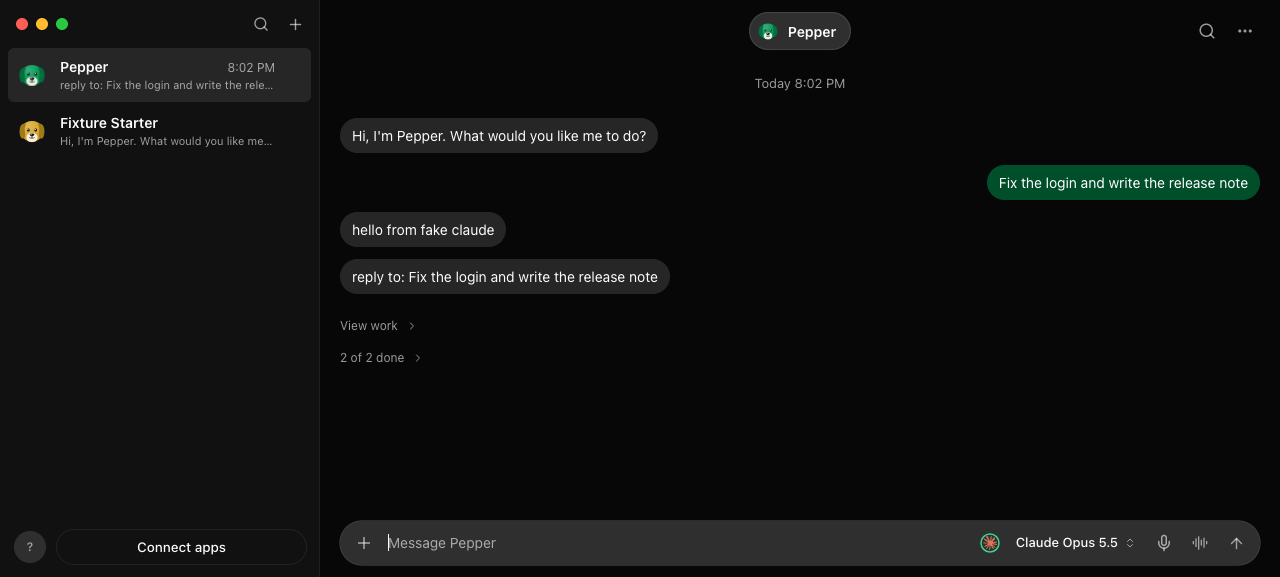 Pepper
8:02 PM
reply to: Fix the login and write the rele...
Fixture Starter
Hi, I'm Pepper. What would you like me...
?
Connect apps
Pepper
Today 8:02 PM
Hi, I'm Pepper. What would you like me to do?
Fix the login and write the release note
hello from fake claude
reply to: Fix the login and write the release note
View work
2 of 2 done
Message Pepper
Claude Opus 5.5